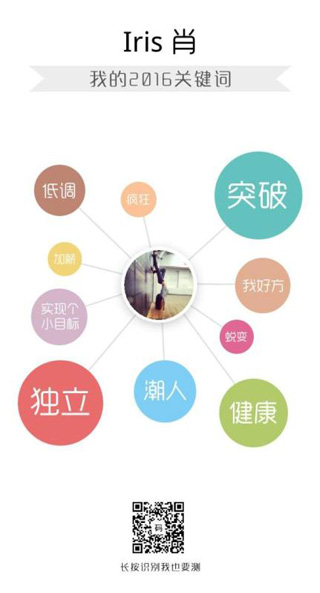 Iris 肖
我的2016关键词
低调
疯狂
突破
加薪
我好方
实现个
小目标
蜕变
独立
潮人
健康
码
长按识别我也要测